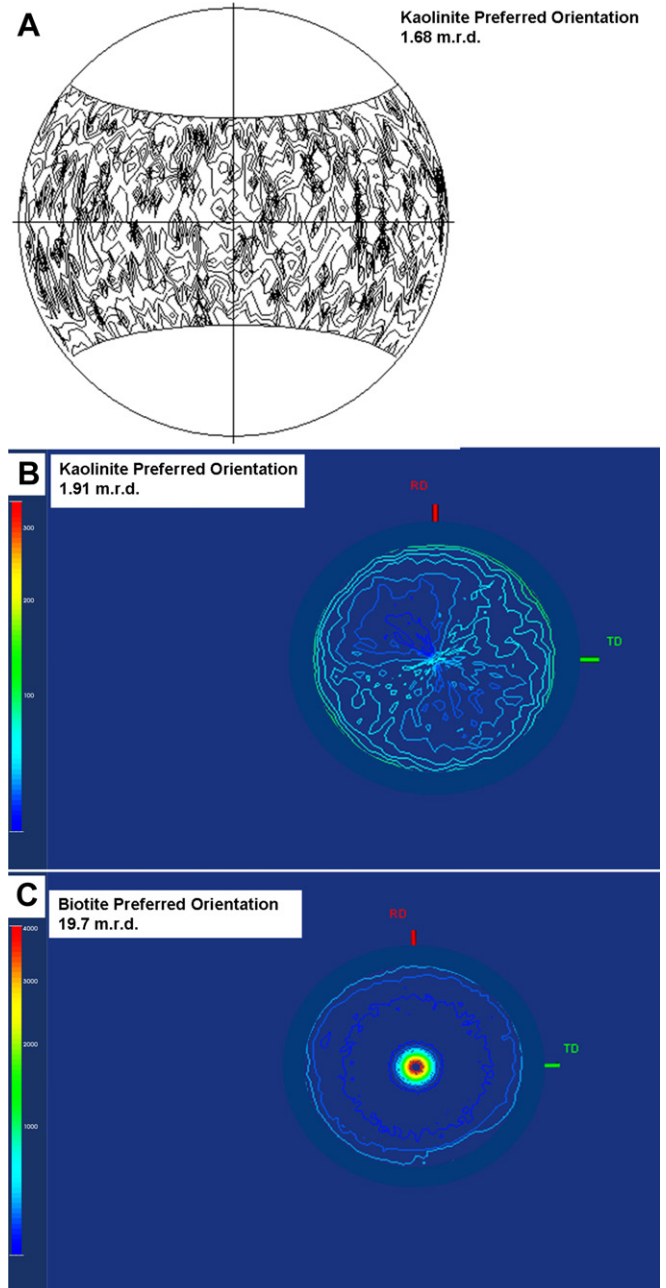 A
Kaolinite Preferred Orientation
1.68 m.r.d.
B
Kaolinite Preferred Orientation
1.91 m.r.d.
RD
TD
300
200
100
C
Biotite Preferred Orientation
19.7 m.r.d.
RD
TD
4000
3000
2000
1000